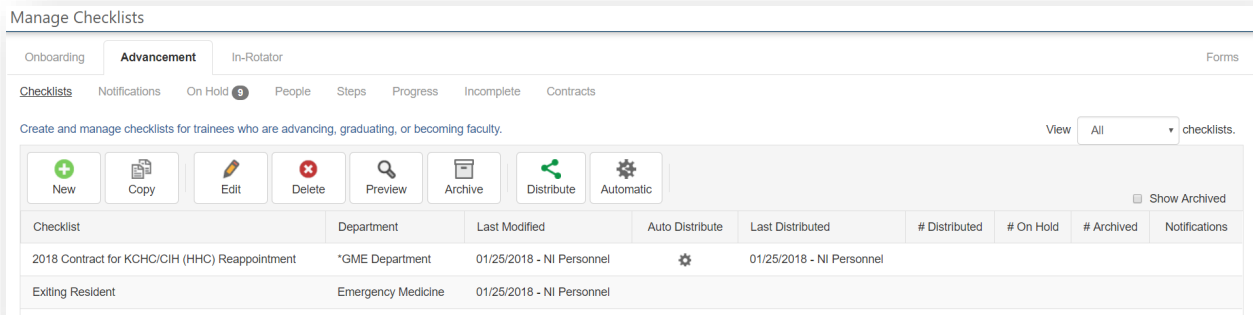 Manage Checklists
Onboarding Advancement In-Rotator Forms
Checklists Notifications On Hold 9 People Steps Progress Incomplete Contracts
Create and manage checklists for trainees who are advancing, graduating, or becoming faculty. View All checklists.
New Copy Edit Delete Preview Archive Distribute Automatic
Show Archived
Checklist Department Last Modified Auto Distribute Last Distributed # Distributed # On Hold # Archived Notifications
2018 Contract for KCHC/CIH (HHC) Reappointment *GME Department 01/25/2018 - NI Personnel 01/25/2018 - NI Personnel
Exiting Resident Emergency Medicine 01/25/2018 - NI Personnel